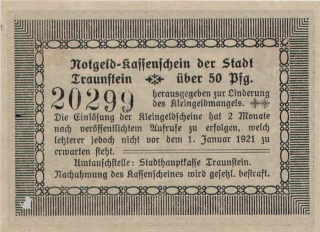 Notgeld-Kassenschein der Stadt
Traunstein über 50 Pfg.
20299 herausgegeben zur Linderung
des Kleingeldmangels.
Die Einlösung der Kleingeldscheine hat 2 Monate
nach veröffentlichtem Aufrufe zu erfolgen, welch
letzterer jedoch nicht vor dem 1. Januar 1921 zu
erwarten steht.
Umtauschstelle: Stadthauptkasse Traunstein.
Nachahmung des Kassenscheines wird gesetzl. bestraft.